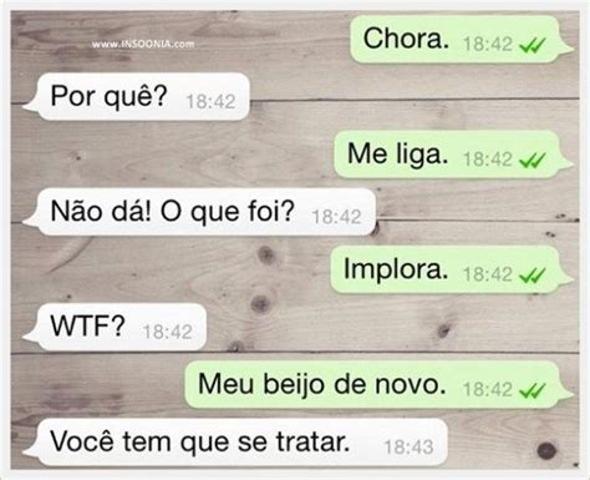 www.INSOONIA.com
Chora. 18:42
Por quê? 18:42
Me liga. 18:42
Não dá! O que foi? 18:42
Implora. 18:42
WTF? 18:42
Meu beijo de novo. 18:42
Você tem que se tratar. 18:43